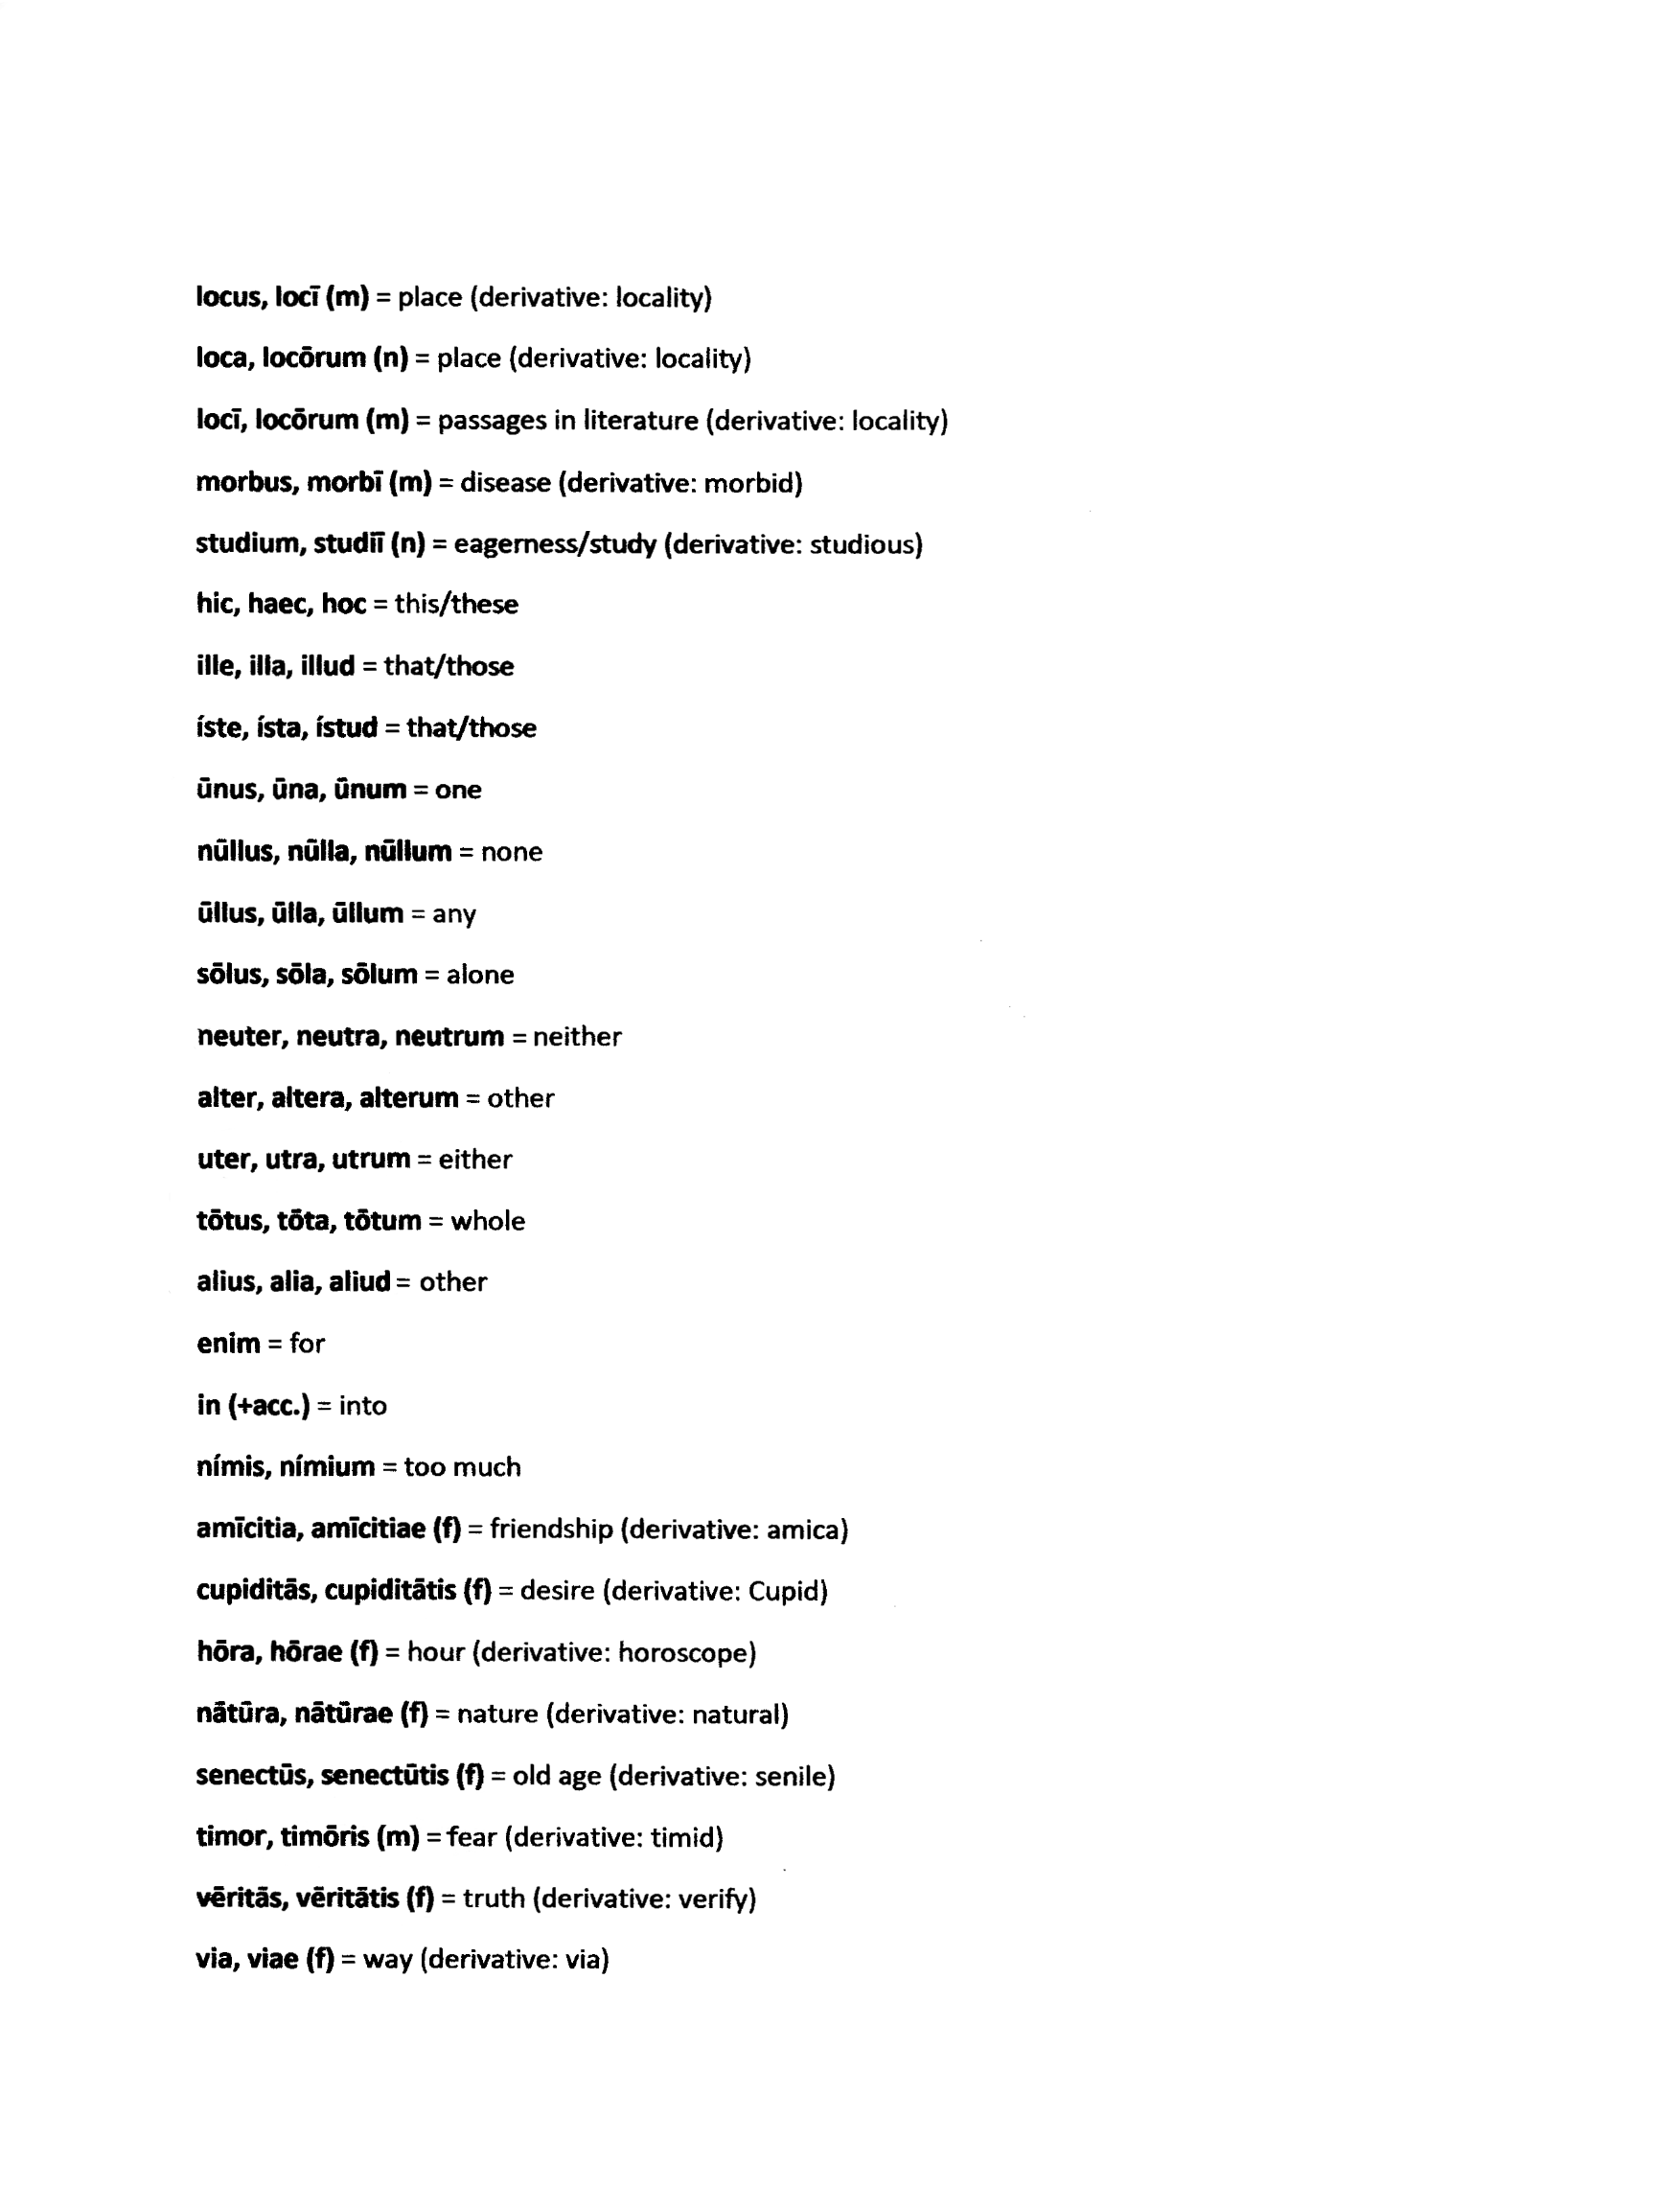 locus, locī (m) = place (derivative: locality)
loca, locōrum (n) = place (derivative: locality)
locī, locōrum (m) = passages in literature (derivative: locality)
morbus, morbī (m) = disease (derivative: morbid)
studium, studiī (n) = eagerness/study (derivative: studious)
hic, haec, hoc = this/these
ille, illa, illud = that/those
íste, ísta, ístud = that/those
ūnus, ūna, ūnum = one
nūllus, nūlla, nūllum = none
ūllus, ūlla, ūllum = any
sōlus, sōla, sōlum = alone
neuter, neutra, neutrum = neither
alter, altera, alterum = other
uter, utra, utrum = either
tōtus, tōta, tōtum = whole
alius, alia, aliud = other
enim = for
in (+acc.) = into
nímis, nímium = too much
amīcitia, amīcitiae (f) = friendship (derivative: amica)
cupiditās, cupiditātis (f) = desire (derivative: Cupid)
hōra, hōrae (f) = hour (derivative: horoscope)
nātūra, nātūrae (f) = nature (derivative: natural)
senectūs, senectūtis (f) = old age (derivative: senile)
timor, timōris (m) = fear (derivative: timid)
vēritās, vēritātis (f) = truth (derivative: verify)
via, viae (f) = way (derivative: via)